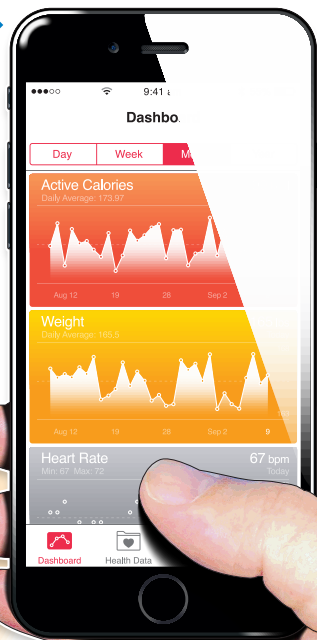 9:41 A
Dashbo
Day Week M
Active Calories
Daily Average: 173.97
Aug 12 19 26 Sep 2
Weight
Daily Average: 165.5
163
Aug 12 19 26 Sep 2 9
Heart Rate 67 bpm
Min: 67 Max: 72 Today
Dashboard Health Data